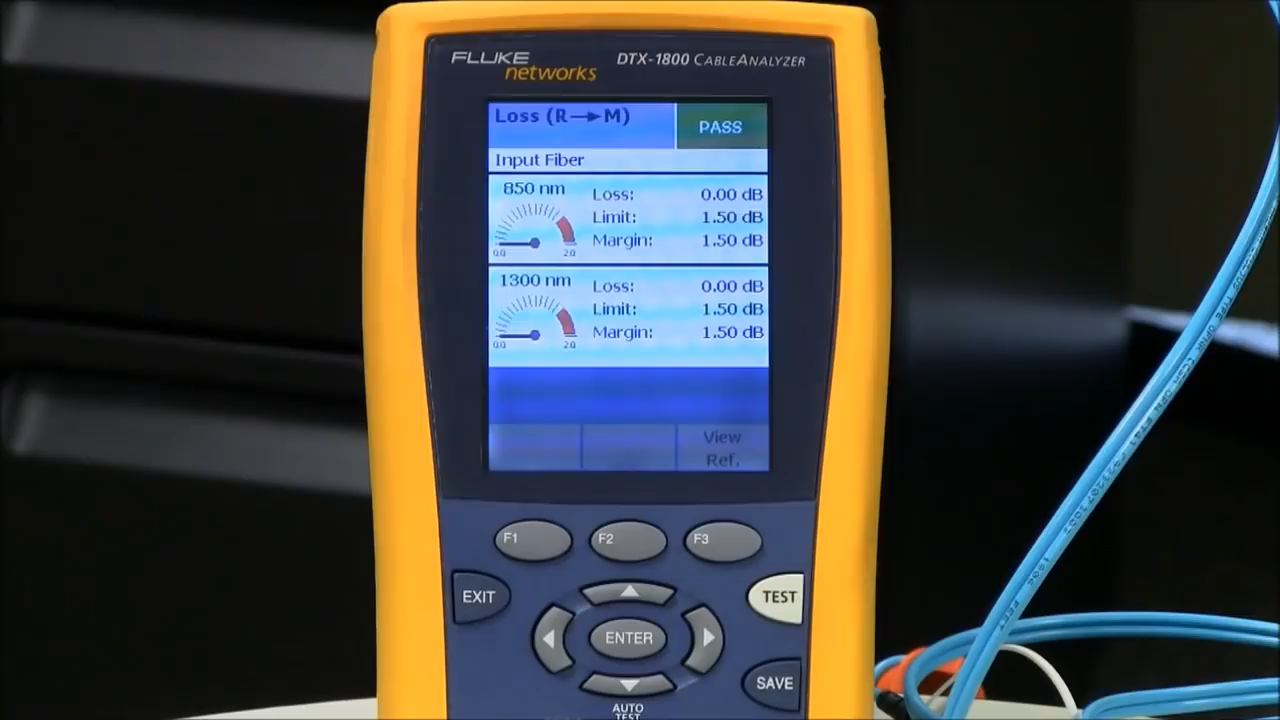 FLUKE
networks
DTX-1800 CABLEANALYZER
Loss (R→M)
PASS
Input Fiber
850 nm
Loss: 0.00 dB
Limit: 1.50 dB
Margin: 1.50 dB
0.0 2.0
1300 nm
Loss: 0.00 dB
Limit: 1.50 dB
Margin: 1.50 dB
0.0 2.0
View
Ref.
F1
F2
F3
EXIT
TEST
ENTER
SAVE
AUTO
TEST